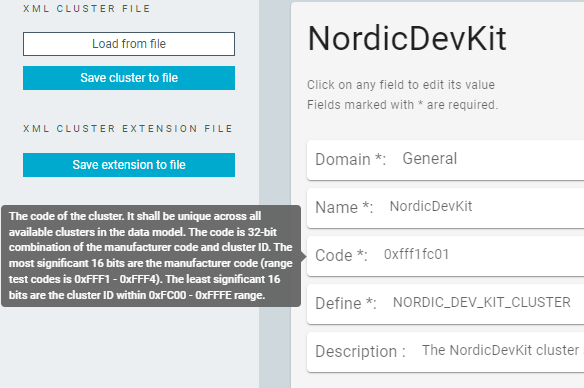 XML CLUSTER FILE
Load from file
Save cluster to file
XML CLUSTER EXTENSION FILE
Save extension to file
The code of the cluster. It shall be unique across all
available clusters in the data model. The code is 32-bit
combination of the manufacturer code and cluster ID. The
most significant 16 bits are the manufacturer code (range
test codes is 0xFFF1 - 0xFFF4). The least significant 16
bits are the cluster ID within 0xFC00 - 0xFFFE range.
NordicDevKit
Click on any field to edit its value
Fields marked with * are required.
Domain *: General
Name *: NordicDevKit
Code *: 0xfff1fc01
Define *: NORDIC_DEV_KIT_CLUSTER
Description : The NordicDevKit cluster